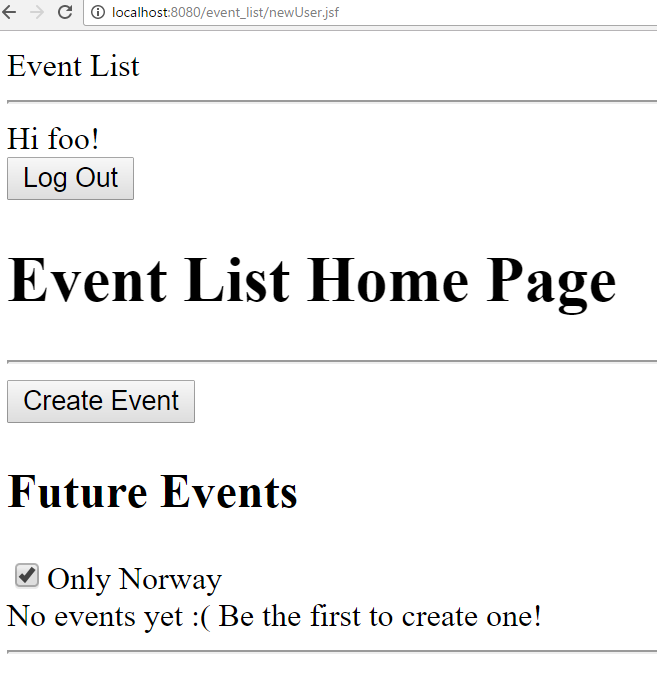 localhost:8080/event_list/newUser.jsf
Event List
Hi foo!
Log Out
Event List Home Page
Create Event
Future Events
Only Norway
No events yet :( Be the first to create one!